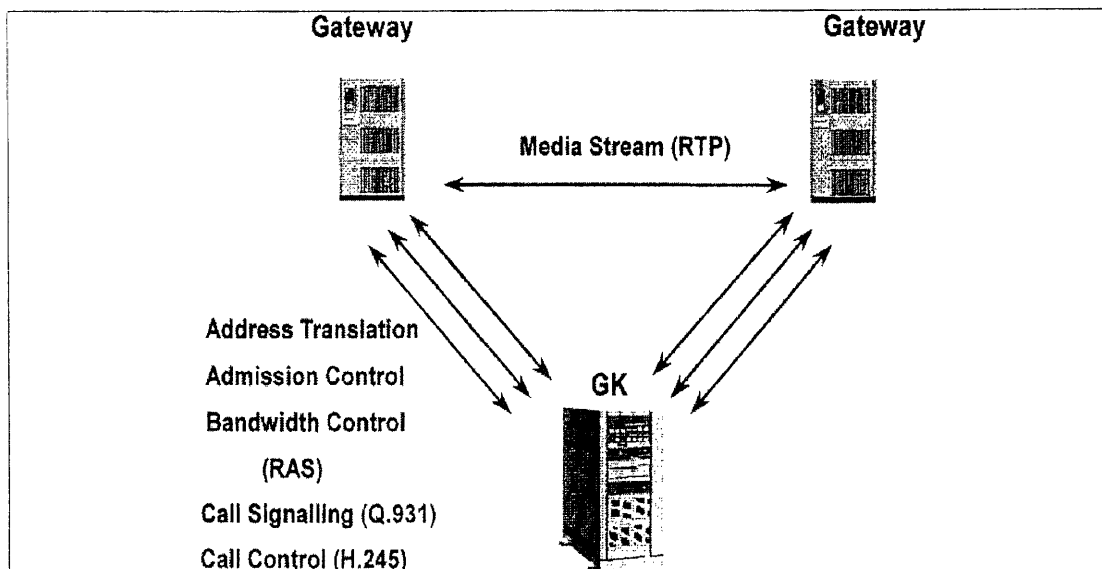 Gateway
Gateway
Media Stream (RTP)
Address Translation
Admission Control
GK
Bandwidth Control
(RAS)
Call Signalling (Q.931)
Call Control (H.245)